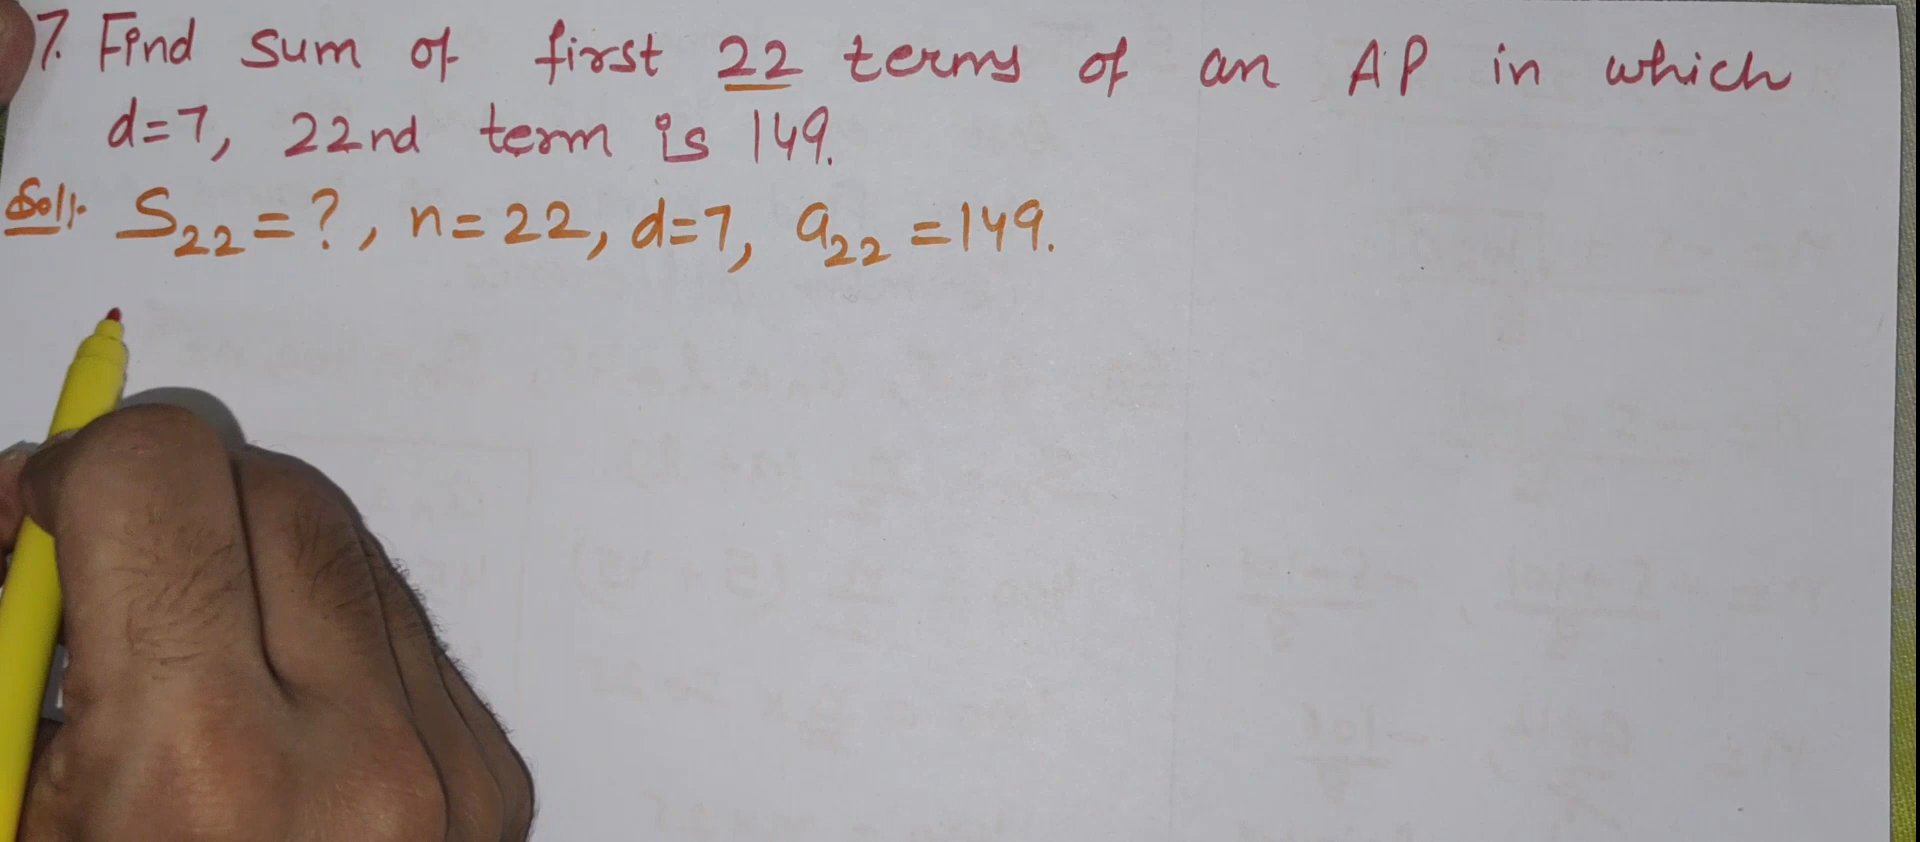 7. Find sum of first 22 terms of an AP in which
d=7, 22nd term is 149.
Sol: S22=?, n=22, d=7, a22=149.